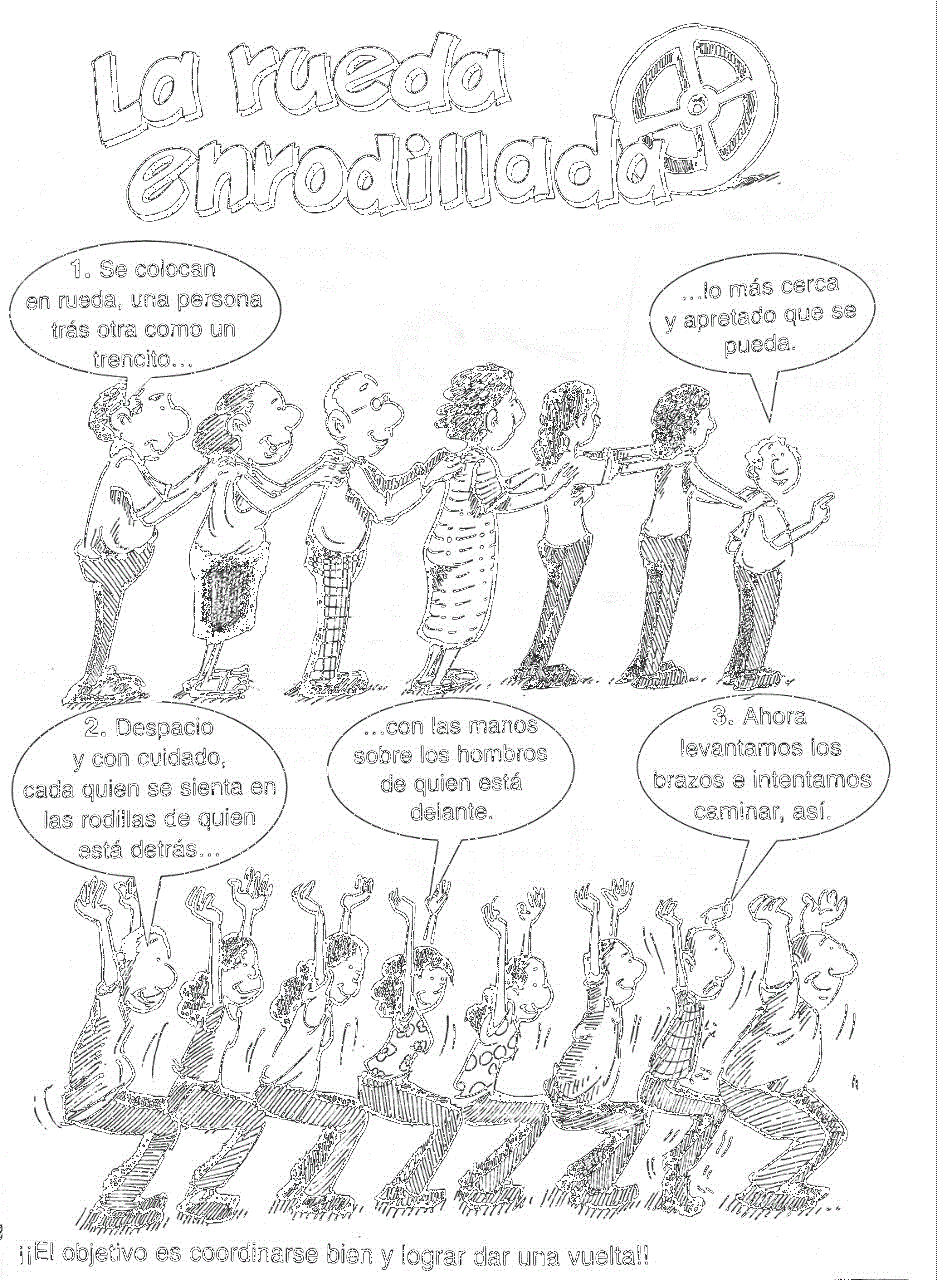 La rueda
enrodillada
1. Se colocan
en rueda, una persona
trás otra como un
trencito...
...lo más cerca
y apretado que se
pueda.
2. Despacio
y con cuidado,
cada quien se sienta en
las rodillas de quien
está detrás...
...con las manos
sobre los hombros
de quien está
delante.
3. Ahora
levantamos los
brazos e intentamos
caminar, así.
¡¡El objetivo es coordinarse bien y lograr dar una vuelta!!